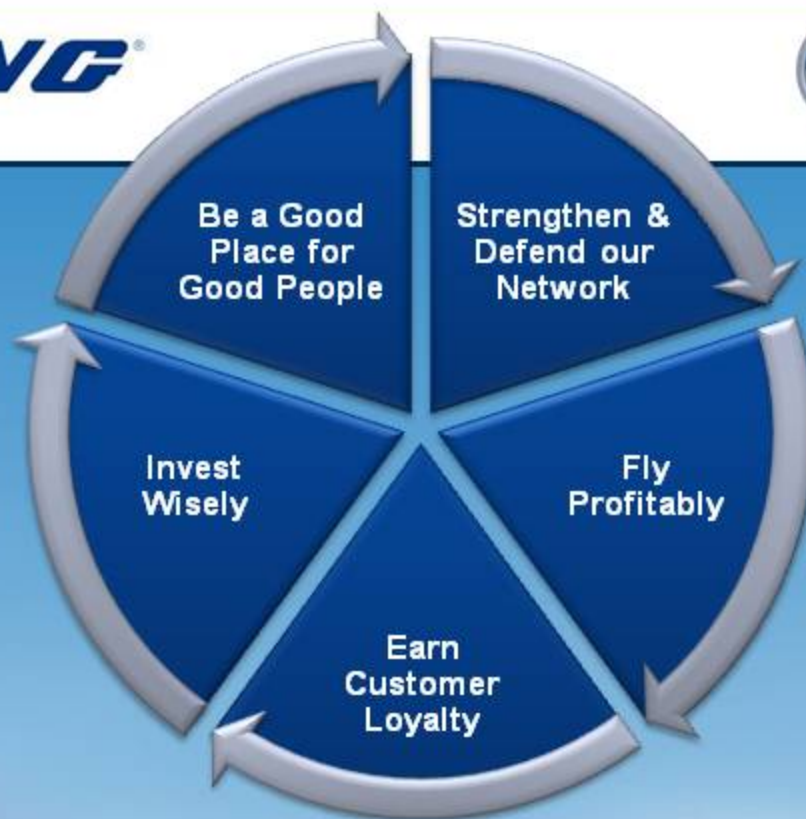 Be a Good
Place for
Good People
Strengthen &
Defend our
Network
Invest
Wisely
Fly
Profitably
Earn
Customer
Loyalty